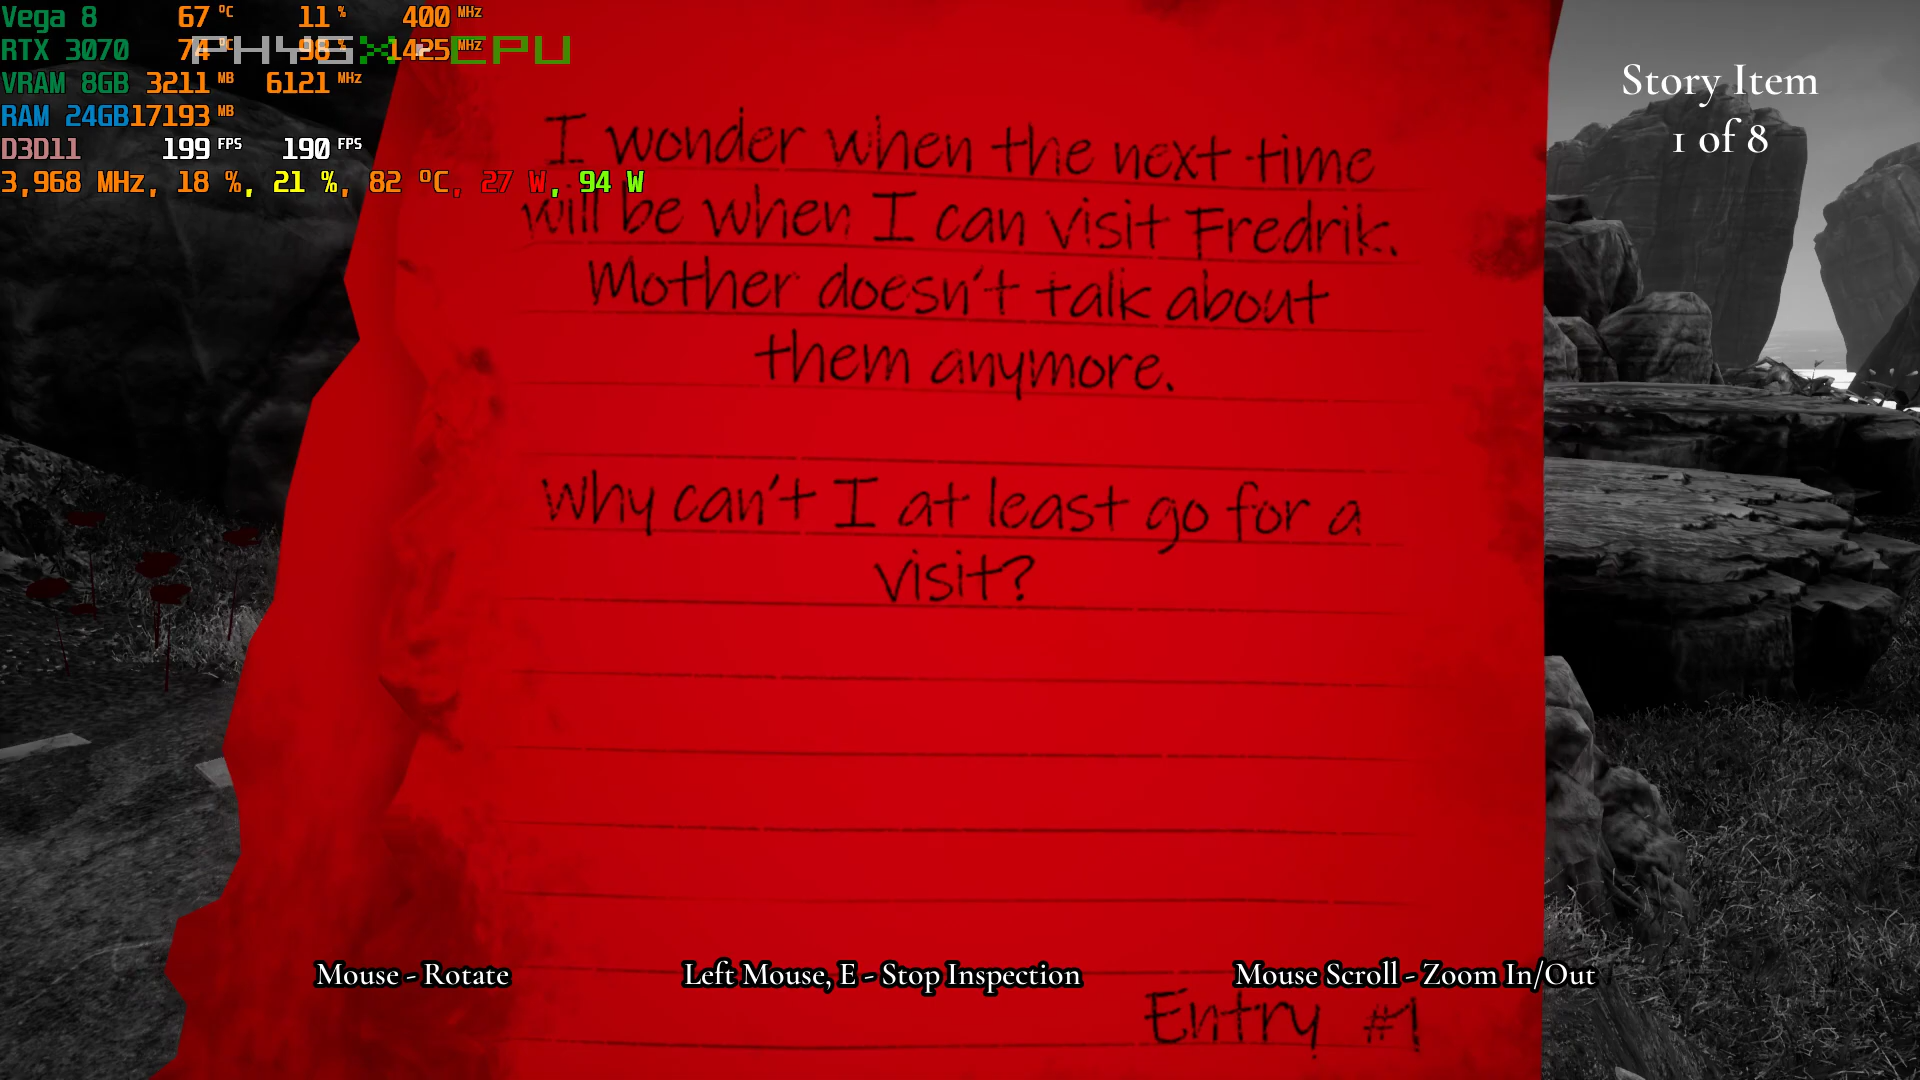 Vega 8 67 °C 11 % 400 MHz
RTX 3070 74 °C 98 % 1425 MHz
PHYSX > CPU
VRAM 8GB 3211 MB 6121 MHz
RAM 24GB 17193 MB
D3D11 199 FPS 190 FPS
3,968 MHz, 18 %, 21 %, 82 °C, 27 W, 94 W
Story Item
1 of 8
I wonder when the next time
will be when I can visit Fredrik.
Mother doesn't talk about
them anymore.
Why can't I at least go for a
visit?
Mouse - Rotate
Left Mouse, E - Stop Inspection
Mouse Scroll - Zoom In/Out
Entry #1